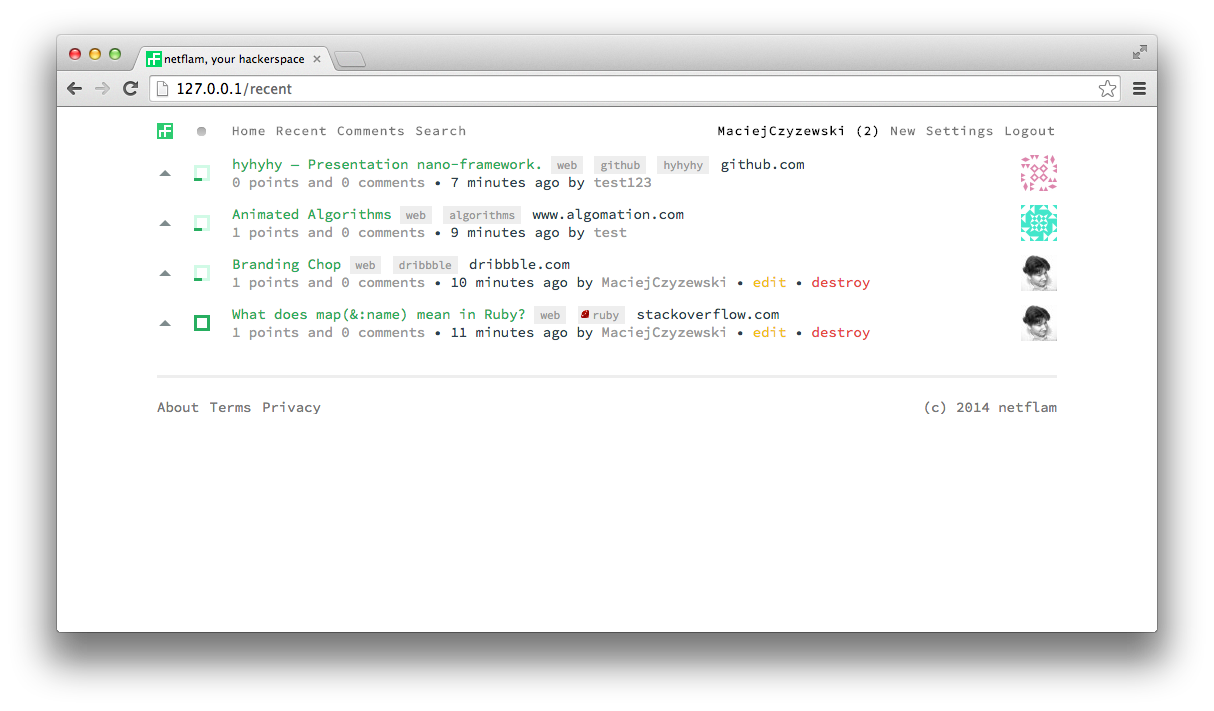 netflam, your hackerspace
127.0.0.1/recent
Home Recent Comments Search MaciejCzyzewski (2) New Settings Logout
hyhyhy — Presentation nano-framework. web github hyhyhy github.com
0 points and 0 comments • 7 minutes ago by test123
Animated Algorithms web algorithms www.algomation.com
1 points and 0 comments • 9 minutes ago by test
Branding Chop web dribbble dribbble.com
1 points and 0 comments • 10 minutes ago by MaciejCzyzewski • edit • destroy
What does map(&:name) mean in Ruby? web ruby stackoverflow.com
1 points and 0 comments • 11 minutes ago by MaciejCzyzewski • edit • destroy
About Terms Privacy (c) 2014 netflam